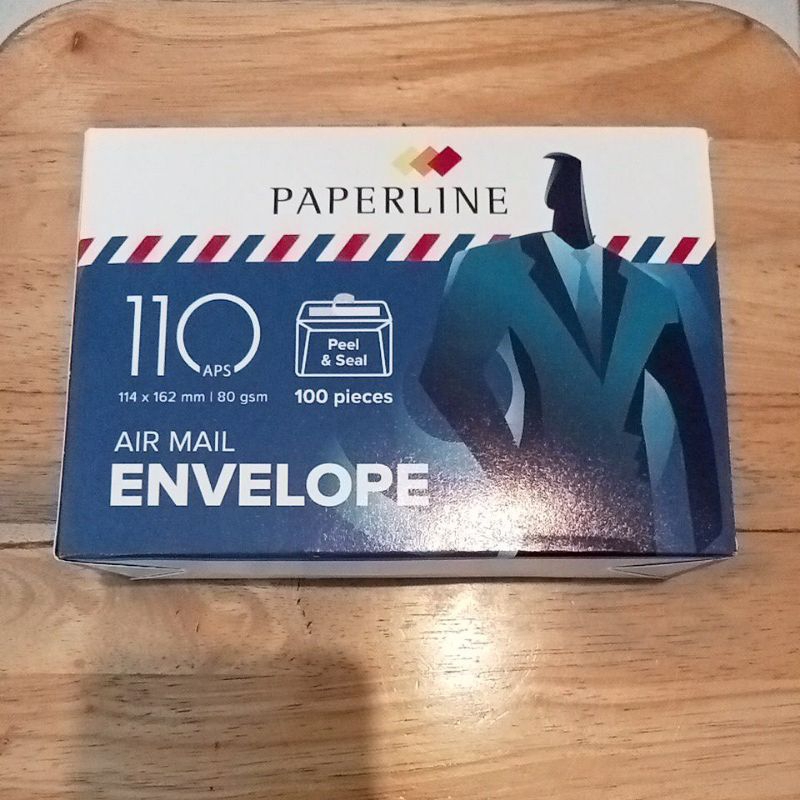 PAPERLINE
110
APS
114 x 162 mm | 80 gsm
Peel
& Seal
100 pieces
AIR MAIL
ENVELOPE